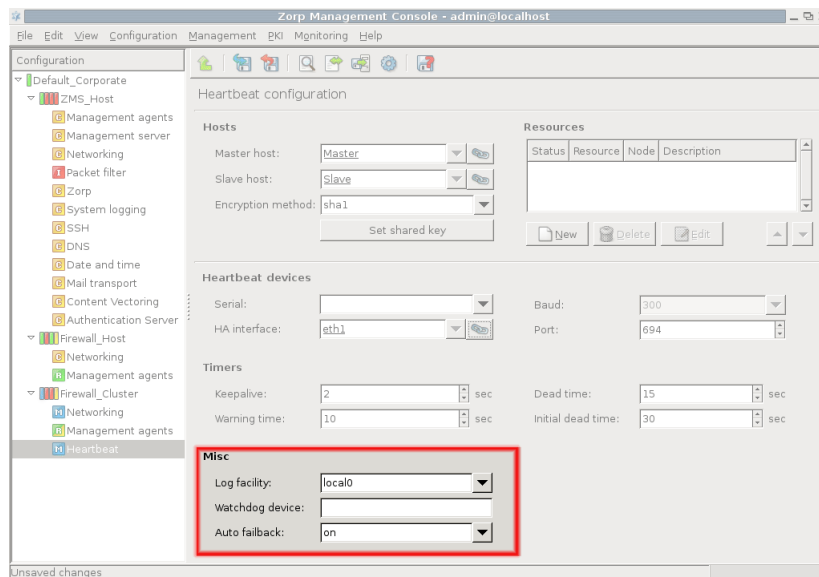 Zorp Management Console - admin@localhost
File Edit View Configuration Management PKI Monitoring Help
Configuration
Default_Corporate
ZMS_Host
Management agents
Management server
Networking
Packet filter
Zorp
System logging
SSH
DNS
Date and time
Mail transport
Content Vectoring
Authentication Server
Firewall_Host
Networking
Management agents
Firewall_Cluster
Networking
Management agents
Heartbeat
Heartbeat configuration
Hosts
Master host: Master
Slave host: Slave
Encryption method: sha1
Set shared key
Resources
Status Resource Node Description
New Delete Edit
Heartbeat devices
Serial:
Baud: 300
HA interface: eth1
Port: 694
Timers
Keepalive: 2 sec
Dead time: 15 sec
Warning time: 10 sec
Initial dead time: 30 sec
Misc
Log facility: local0
Watchdog device:
Auto failback: on
Unsaved changes